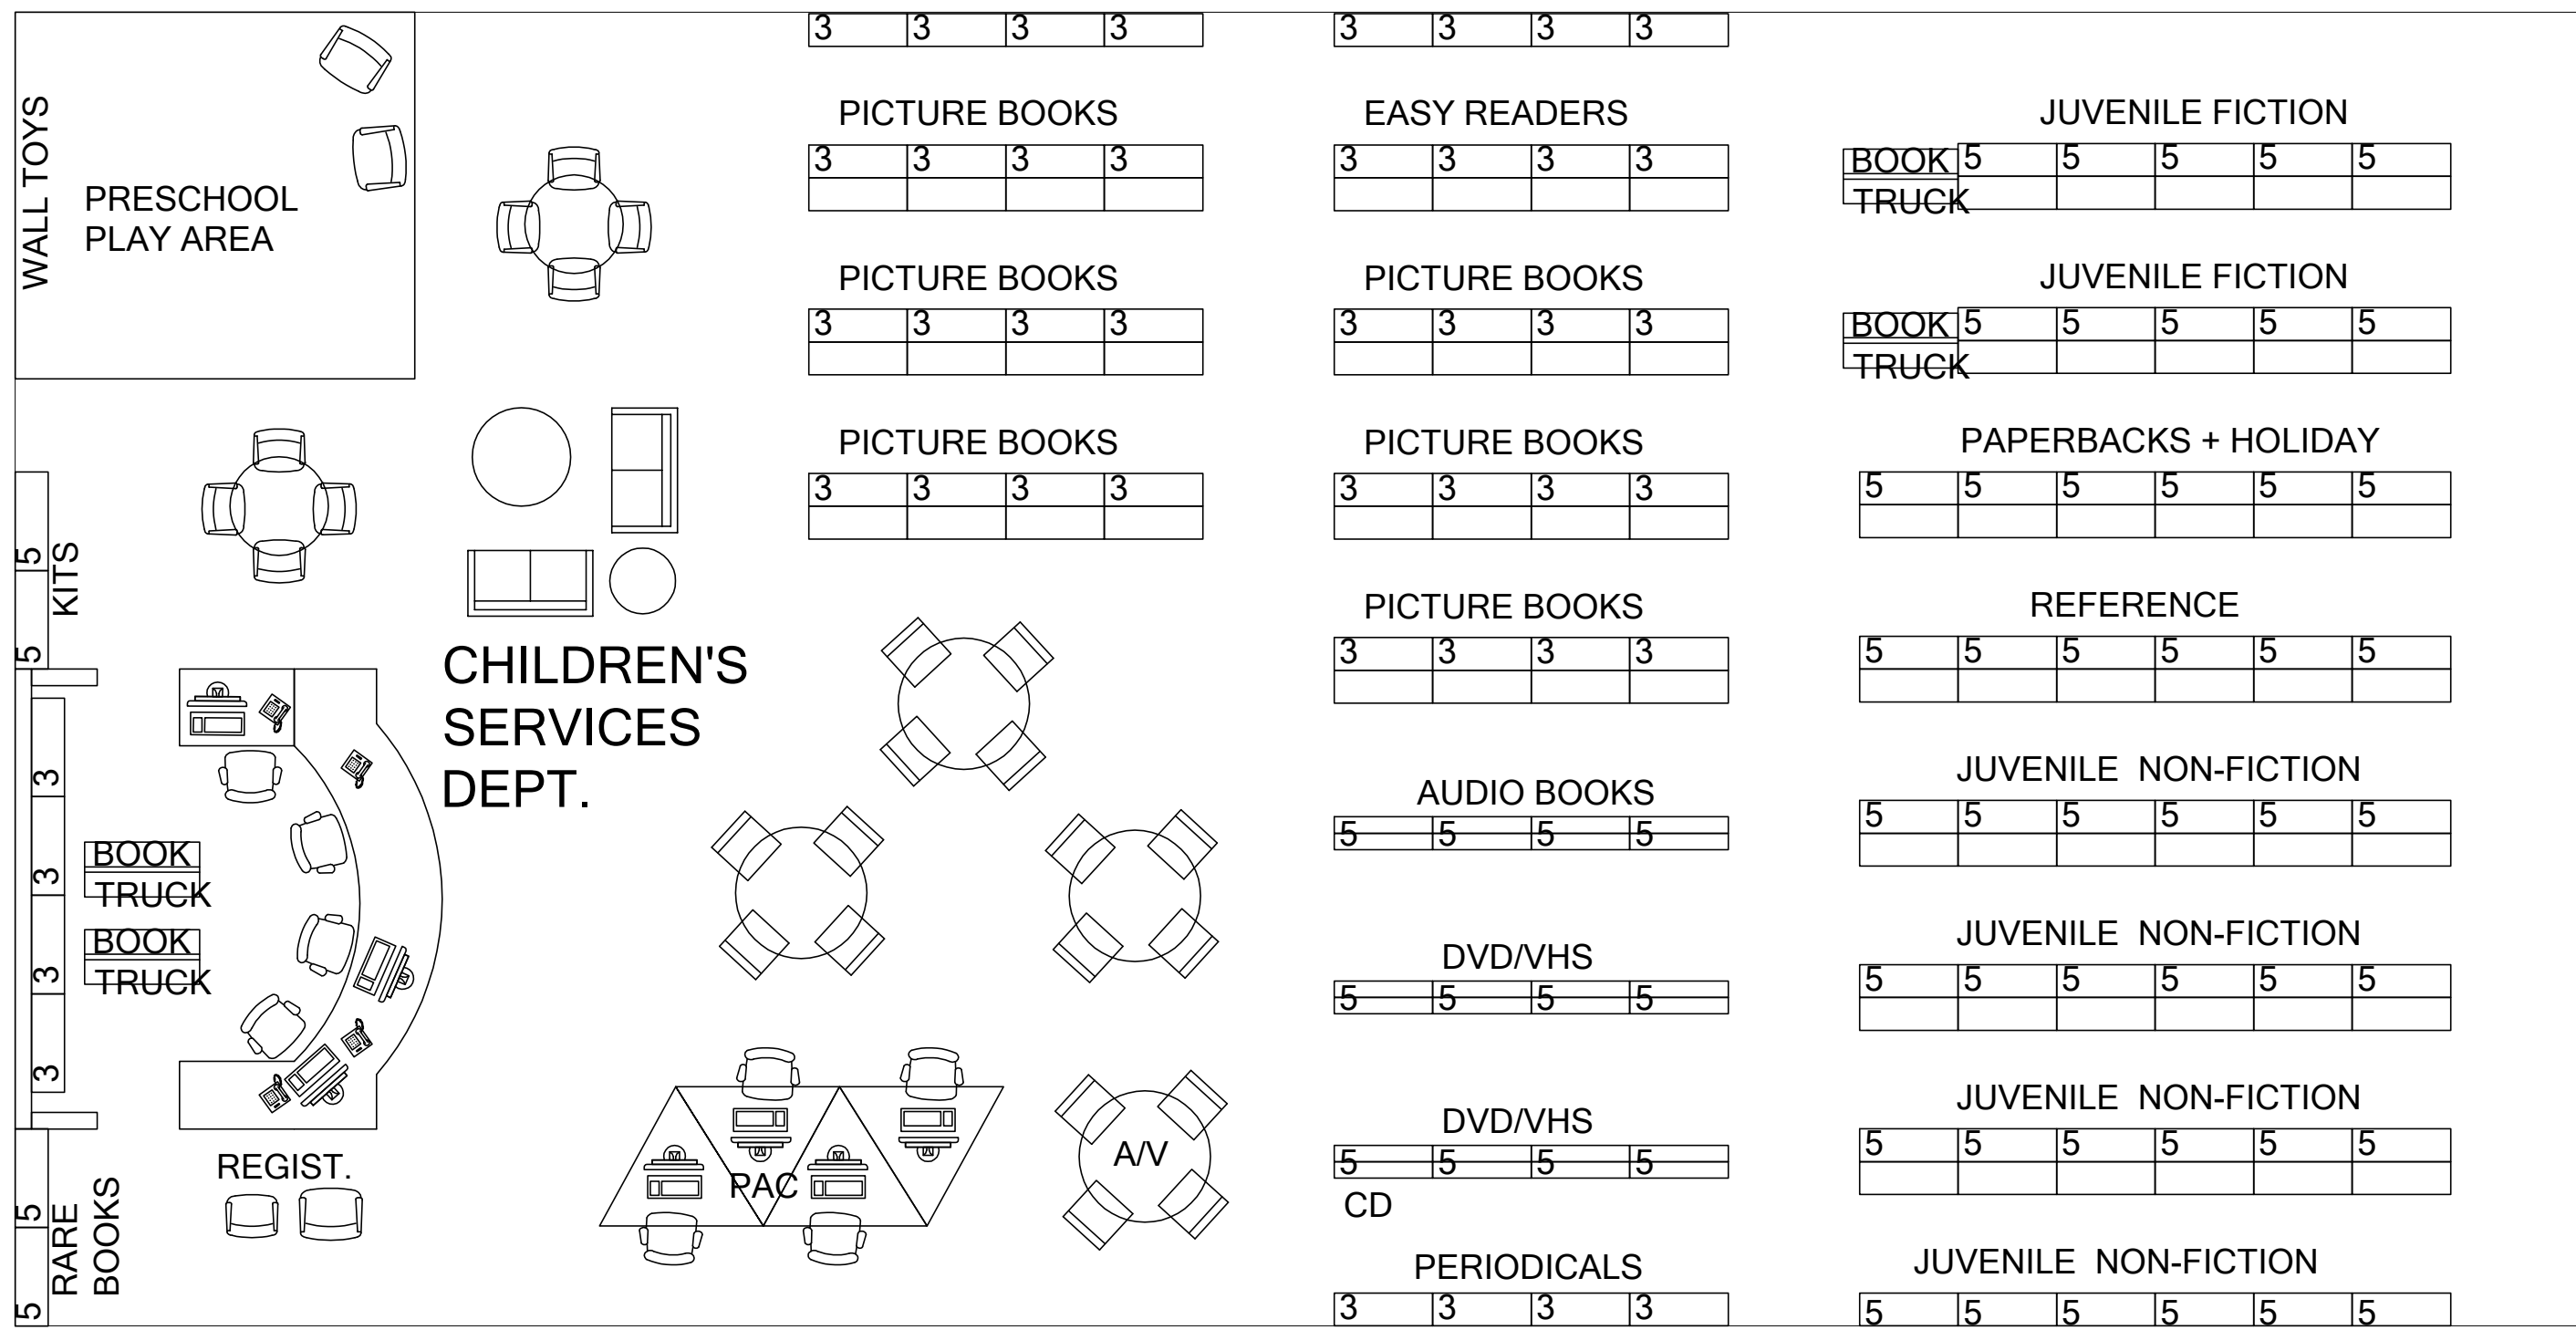 3 3 3 3
3 3 3 3
WALL TOYS
PRESCHOOL
PLAY AREA
PICTURE BOOKS
3 3 3 3
EASY READERS
3 3 3 3
JUVENILE FICTION
BOOK
TRUCK
5 5 5 5 5
PICTURE BOOKS
3 3 3 3
PICTURE BOOKS
3 3 3 3
JUVENILE FICTION
BOOK
TRUCK
5 5 5 5 5
PICTURE BOOKS
3 3 3 3
PICTURE BOOKS
3 3 3 3
PAPERBACKS + HOLIDAY
5 5 5 5 5 5
5 5
KITS
CHILDREN'S
SERVICES
DEPT.
PICTURE BOOKS
3 3 3 3
REFERENCE
5 5 5 5 5 5
3 3 3 3
BOOK
TRUCK
BOOK
TRUCK
AUDIO BOOKS
5 5 5 5
JUVENILE NON-FICTION
5 5 5 5 5 5
DVD/VHS
5 5 5 5
JUVENILE NON-FICTION
5 5 5 5 5 5
REGIST.
5 5
RARE
BOOKS
PAC
A/V
DVD/VHS
5 5 5 5
CD
JUVENILE NON-FICTION
5 5 5 5 5 5
PERIODICALS
3 3 3 3
JUVENILE NON-FICTION
5 5 5 5 5 5